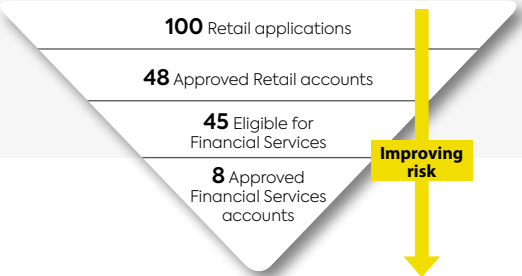 100 Retail applications
48 Approved Retail accounts
45 Eligible for
Financial Services
Improving
risk
8 Approved
Financial Services
accounts